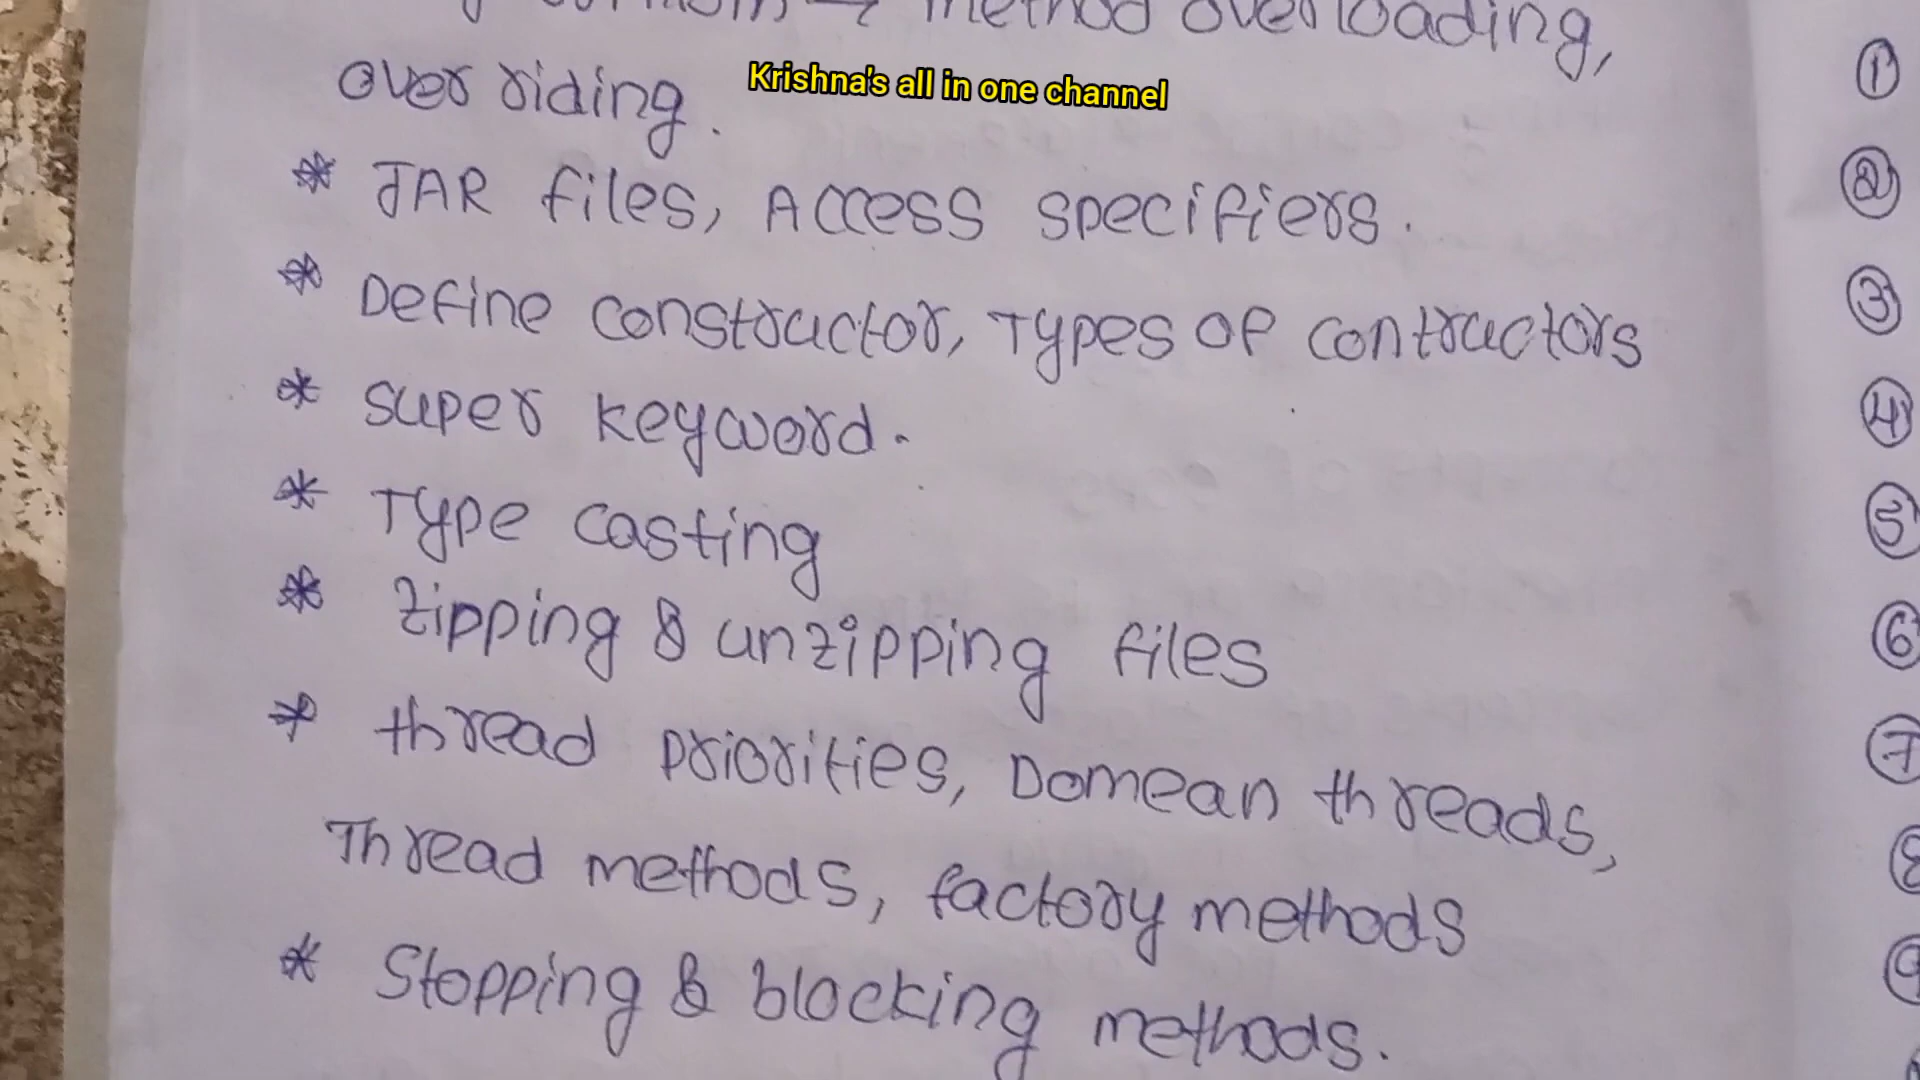 method overloading,
over riding.
Krishna's all in one channel
* JAR files, Access specifiers.
* Define constructor, Types of contructors
* super keyword.
* Type casting
* Zipping & unzipping files
* thread priorities, Domean threads,
Thread methods, factory methods
* Stopping & blocking methods.
①
②
③
④
⑤
⑥
⑦
⑧
⑨